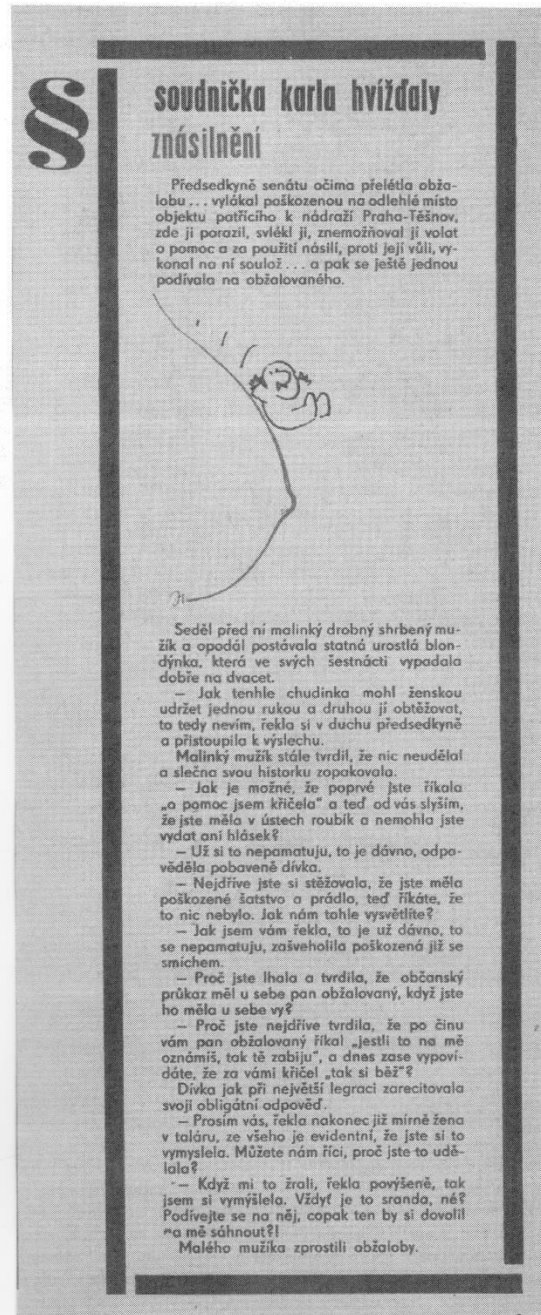 §
soudnička karla hvížďaly
znásilnění
Předsedkyně senátu očima přelétla obža-
lobu... vylákal poškozenou na odlehlé místo
objektu patřícího k nádraží Praha-Těšnov,
zde ji porazil, svlékl ji, znemožňoval jí volat
o pomoc a za použití násilí, proti její vůli, vy-
konal na ní soulož... a pak se ještě jednou
podívala na obžalovaného.
Seděl před ní malinký drobný shrbený mu-
žík a opodál postávala statná urostlá blon-
dýnka, která ve svých šestnácti vypadala
dobře na dvacet.
– Jak tenhle chudinka mohl ženskou
udržet jednou rukou a druhou jí obtěžovat,
to tedy nevím, řekla si v duchu předsedkyně
a přistoupila k výslechu.
Malinký mužík stále tvrdil, že nic neudělal
a slečna svou historku zopakovala.
– Jak je možné, že poprvé jste říkala
„o pomoc jsem křičela" a teď od vás slyším,
že jste měla v ústech roubík a nemohla jste
vydat ani hlásek?
– Už si to nepamatuju, to je dávno, odpo-
věděla pobaveně dívka.
– Nejdříve jste si stěžovala, že jste měla
poškozené šatstvo a prádlo, teď říkáte, že
to nic nebylo. Jak nám tohle vysvětlíte?
– Jak jsem vám řekla, to je už dávno, to
se nepamatuju, zašveholila poškozená již se
smíchem.
– Proč jste lhala a tvrdila, že občanský
průkaz měl u sebe pan obžalovaný, když jste
ho měla u sebe vy?
– Proč jste nejdříve tvrdila, že po činu
vám pan obžalovaný říkal „jestli to na mě
oznámíš, tak tě zabiju", a dnes zase vypoví-
dáte, že za vámi křičel „tak si běž"?
Dívka jak při největší legraci zarecitovala
svoji obligátní odpověď.
– Prosím vás, řekla nakonec již mírně žena
v taláru, ze všeho je evidentní, že jste si to
vymyslela. Můžete nám říci, proč jste to udě-
lala?
– Když mi to žrali, řekla povýšeně, tak
jsem si vymýšlela. Vždyť je to sranda, né?
Podívejte se na něj, copak ten by si dovolil
na mě sáhnout?!
Malého mužíka zprostili obžaloby.